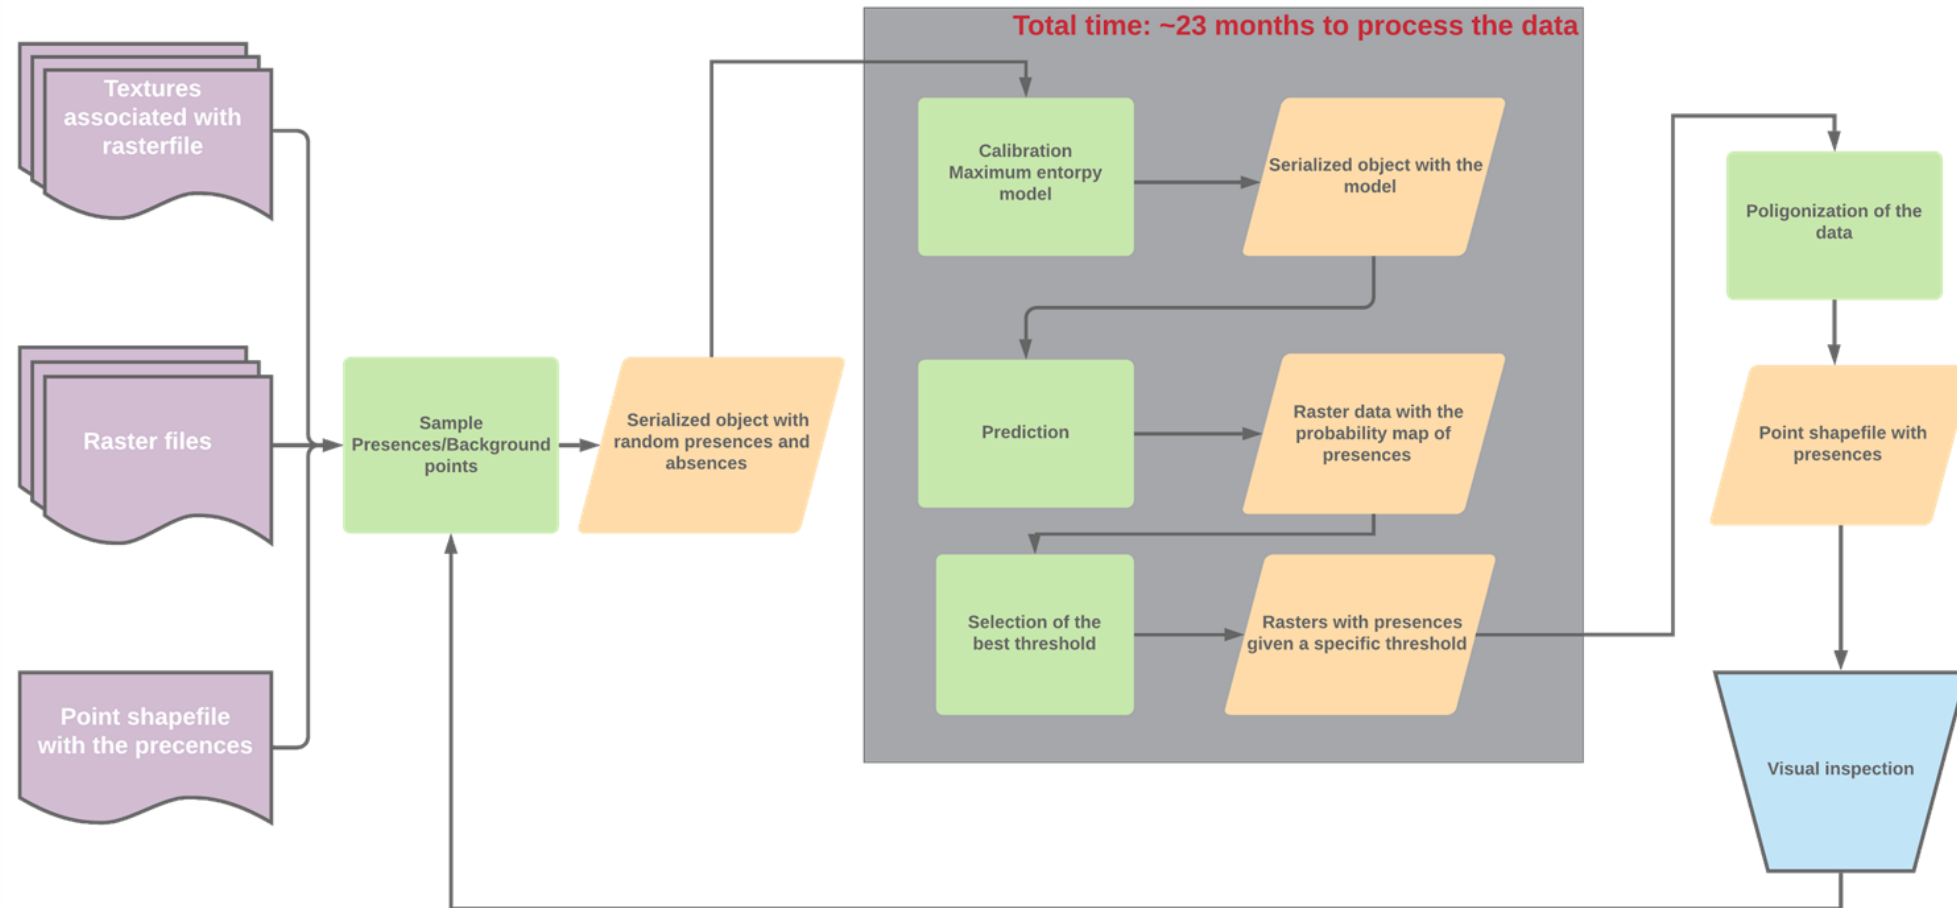 Total time: ~23 months to process the data
Textures
associated with
rasterfile
Raster files
Point shapefile
with the precences
Sample
Presences/Background
points
Serialized object with
random presences and
absences
Calibration
Maximum entorpy
model
Serialized object with the
model
Prediction
Raster data with the
probability map of
presences
Selection of the
best threshold
Rasters with presences
given a specific threshold
Poligonization of the
data
Point shapefile with
presences
Visual inspection